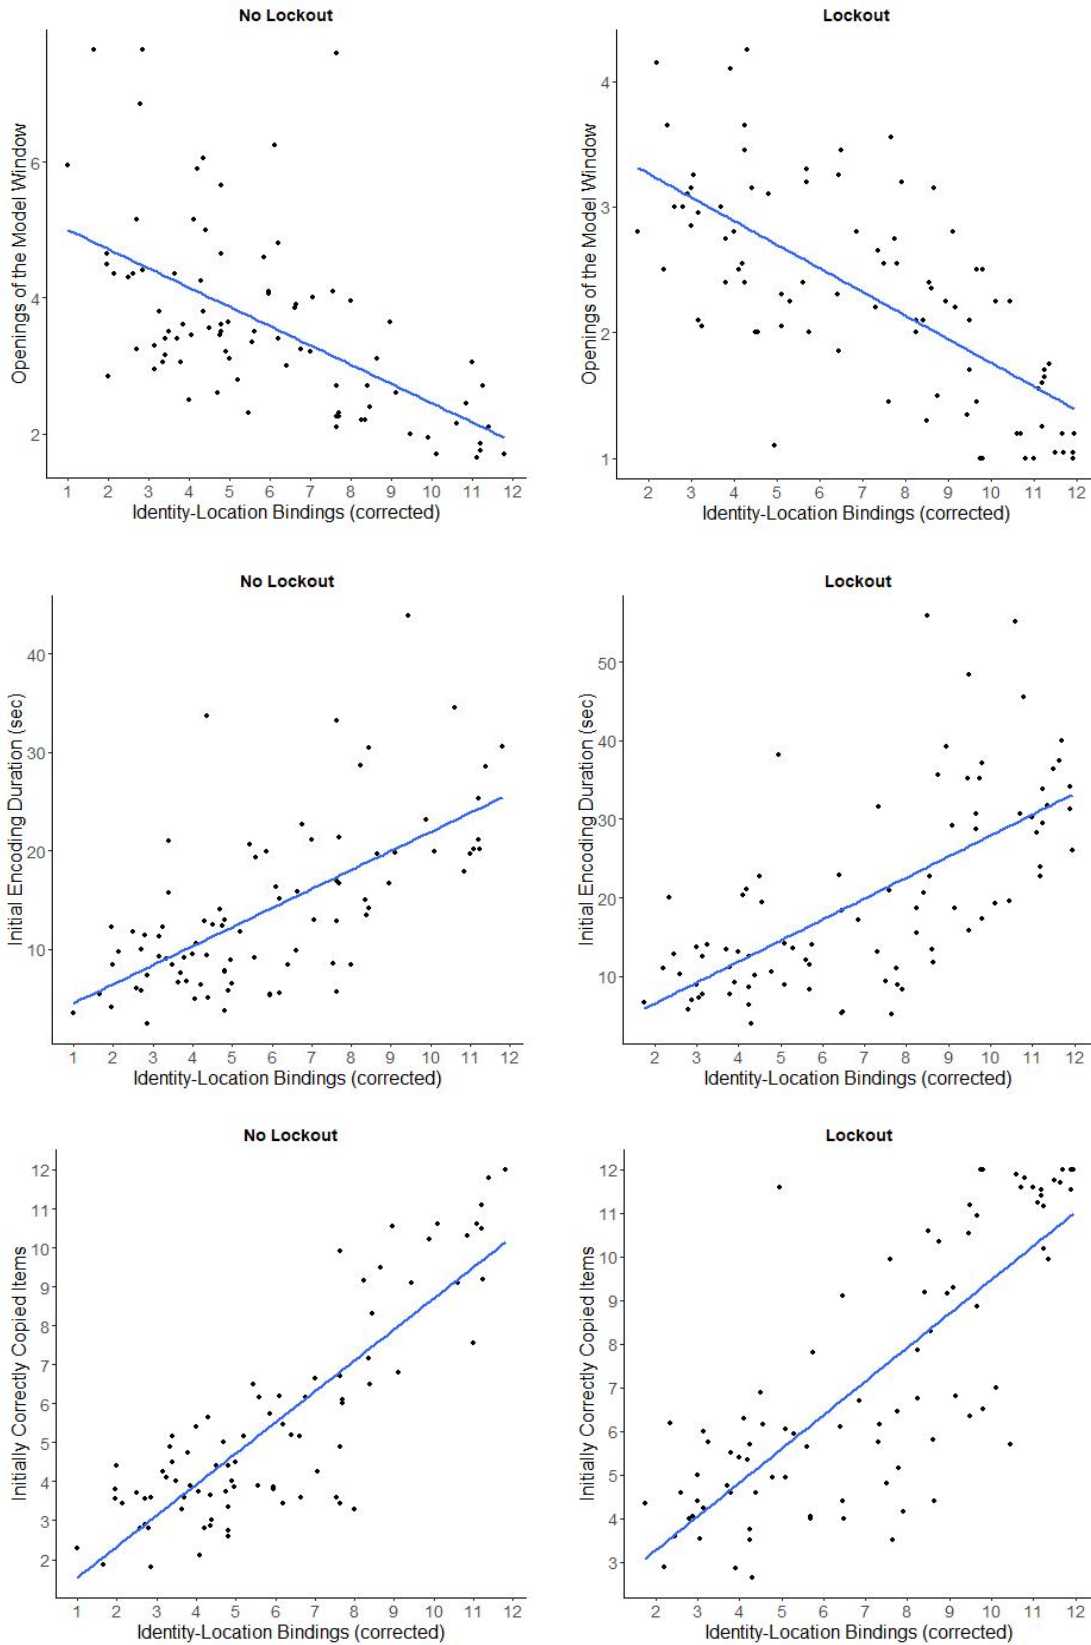 No Lockout
Lockout
Openings of the Model Window
6
4
2
1 2 3 4 5 6 7 8 9 10 11 12
Identity-Location Bindings (corrected)
Openings of the Model Window
4
3
2
1
2 3 4 5 6 7 8 9 10 11 12
Identity-Location Bindings (corrected)
No Lockout
Lockout
Initial Encoding Duration (sec)
40
30
20
10
1 2 3 4 5 6 7 8 9 10 11 12
Identity-Location Bindings (corrected)
Initial Encoding Duration (sec)
50
40
30
20
10
2 3 4 5 6 7 8 9 10 11 12
Identity-Location Bindings (corrected)
No Lockout
Lockout
Initially Correctly Copied Items
12
11
10
9
8
7
6
5
4
3
2
1 2 3 4 5 6 7 8 9 10 11 12
Identity-Location Bindings (corrected)
Initially Correctly Copied Items
12
11
10
9
8
7
6
5
4
3
2 3 4 5 6 7 8 9 10 11 12
Identity-Location Bindings (corrected)